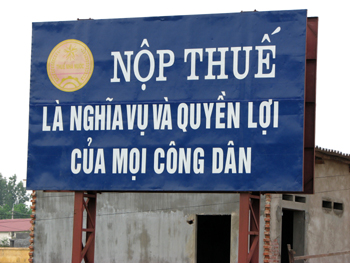 NỘP THUẾ
LÀ NGHĨA VỤ VÀ QUYỀN LỢI
CỦA MỌI CÔNG DÂN